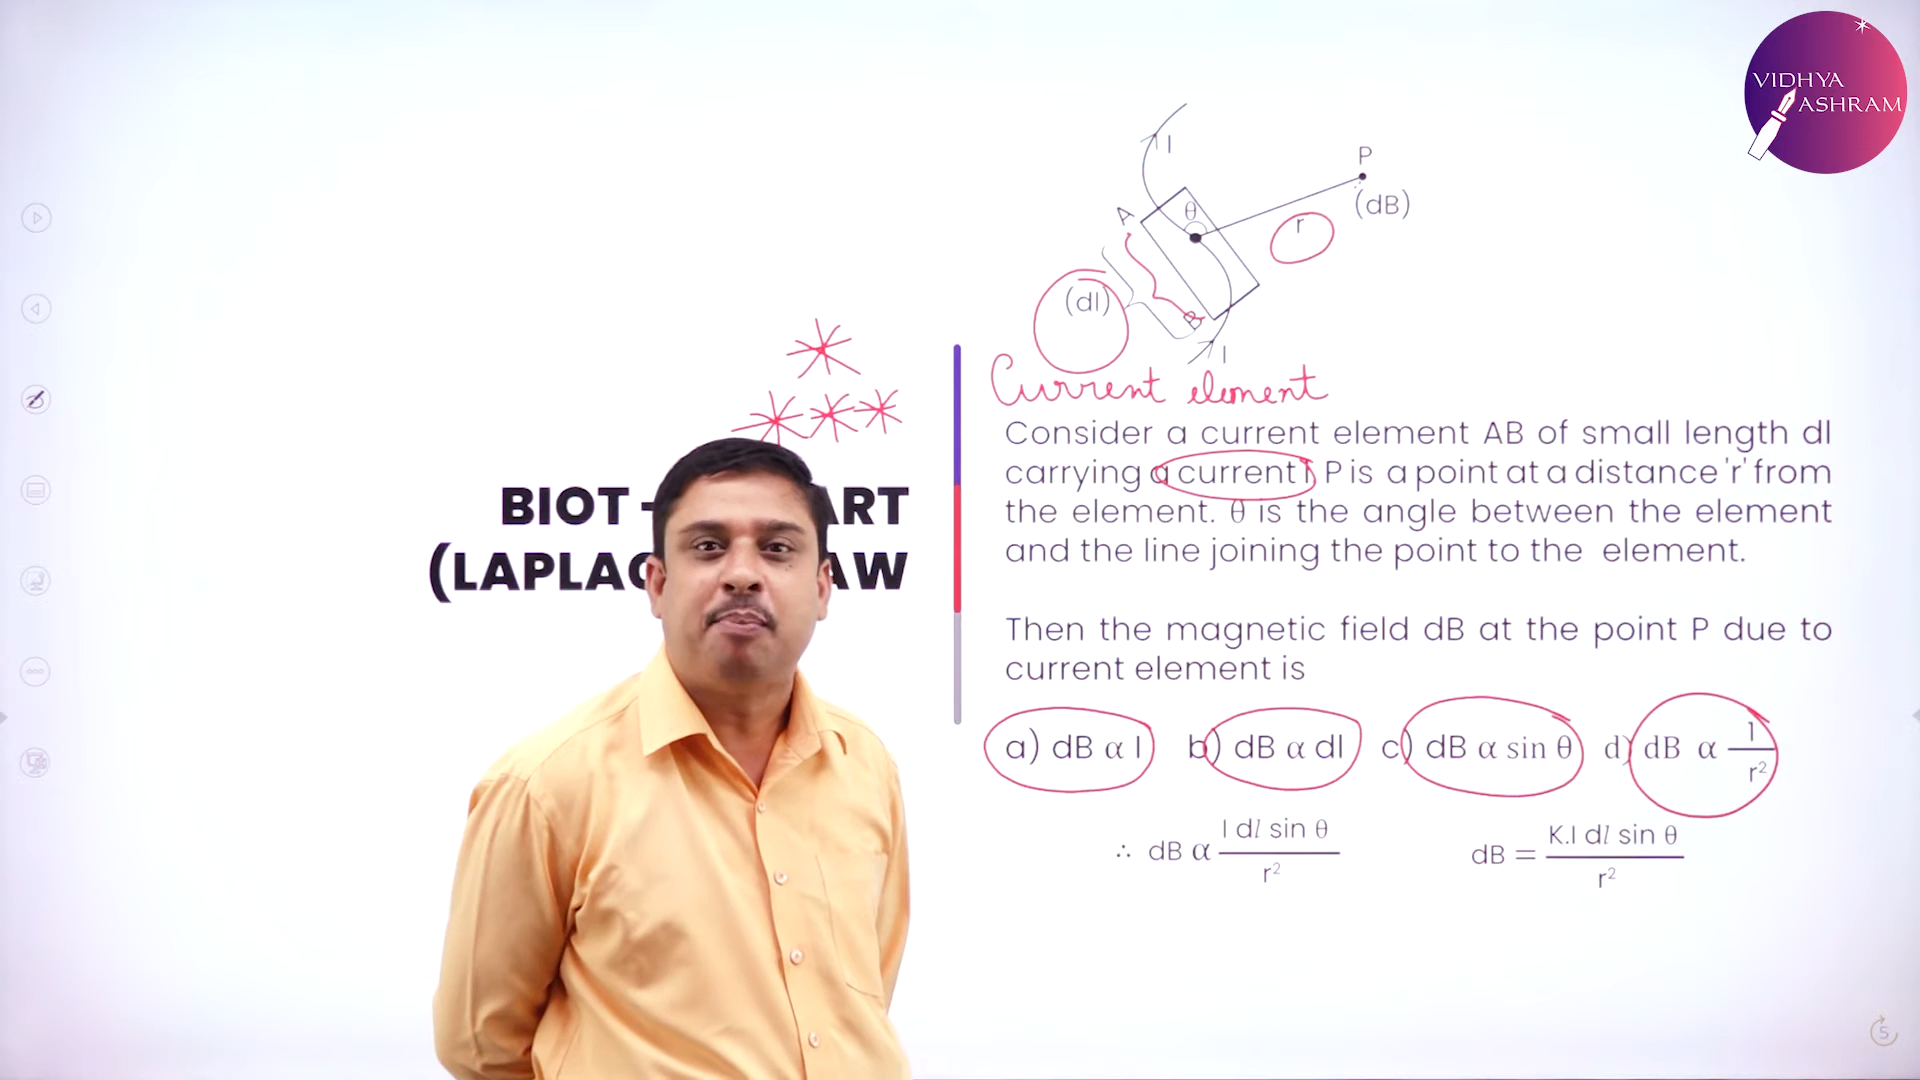 VIDHYA
ASHRAM
I
P
θ
(dB)
A
r
(dl)
B
I
Current element
BIOT -
(LAPLAC
Consider a current element AB of small length dl
carrying a current I P is a point at a distance 'r' from
the element. θ is the angle between the element
and the line joining the point to the element.
Then the magnetic field dB at the point P due to
current element is
a) dB α I b) dB α dl c) dB α sin θ d) dB α 1/r²
∴ dB α I dl sin θ / r² dB = K.I dl sin θ / r²
5